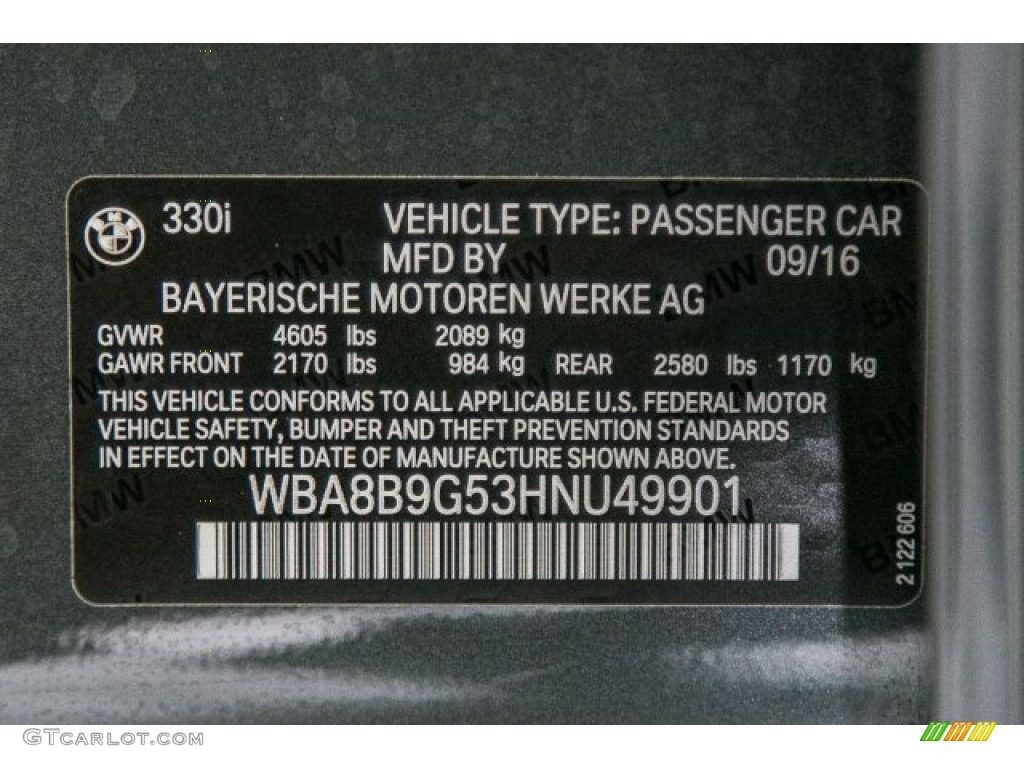 330i VEHICLE TYPE: PASSENGER CAR
MFD BY 09/16
BAYERISCHE MOTOREN WERKE AG
GVWR 4605 lbs 2089 kg
GAWR FRONT 2170 lbs 984 kg REAR 2580 lbs 1170 kg
THIS VEHICLE CONFORMS TO ALL APPLICABLE U.S. FEDERAL MOTOR
VEHICLE SAFETY, BUMPER AND THEFT PREVENTION STANDARDS
IN EFFECT ON THE DATE OF MANUFACTURE SHOWN ABOVE.
WBA8B9G53HNU49901
2 122 606
GTCARLOT.COM